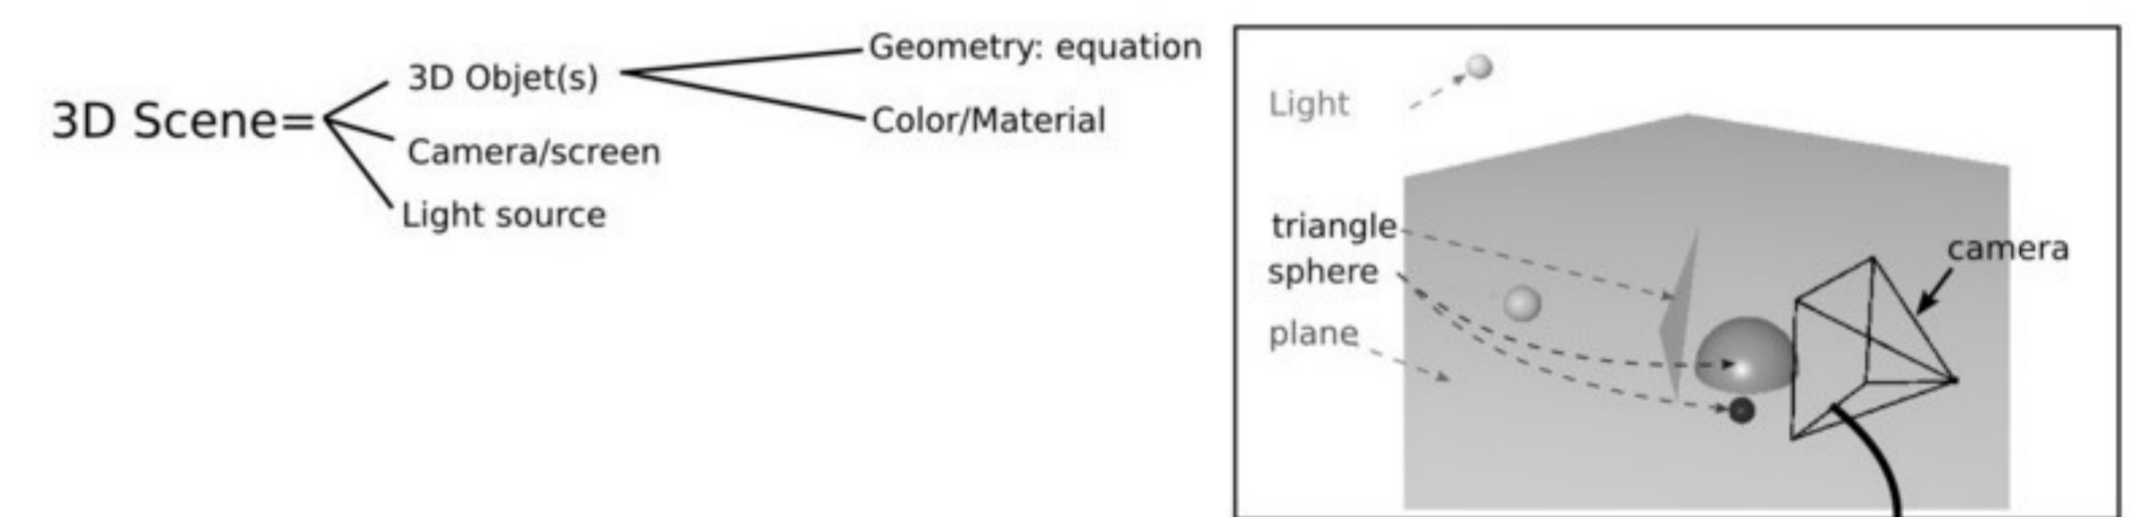 3D Scene=
3D Objet(s)
Camera/screen
Light source
Geometry: equation
Color/Material
Light
triangle
sphere
plane
camera